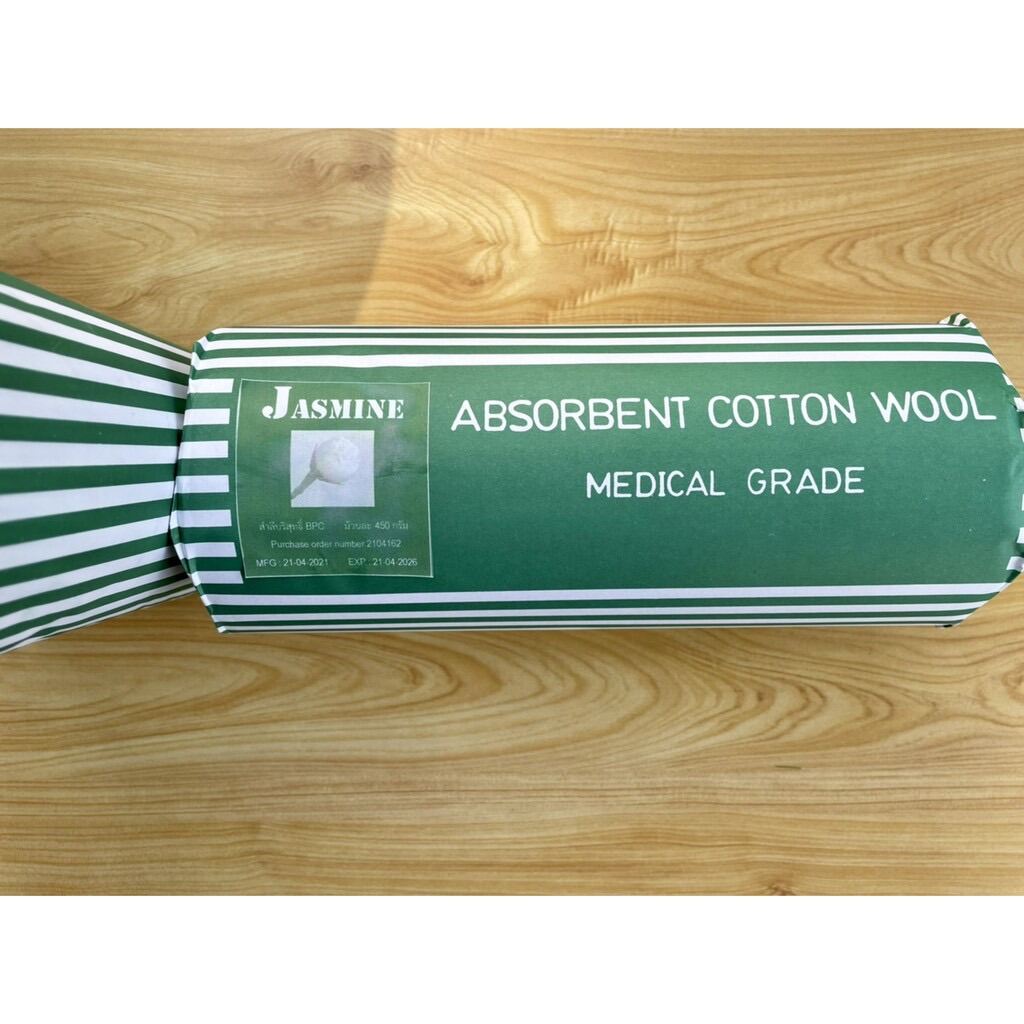 JASMINE
สำลีบริสุทธิ์ BPC ม้วนละ 450 กรัม
Purchase order number.2104162
MFG : 21-04-2021 EXP : 21-04-2026
ABSORBENT COTTON WOOL
MEDICAL GRADE